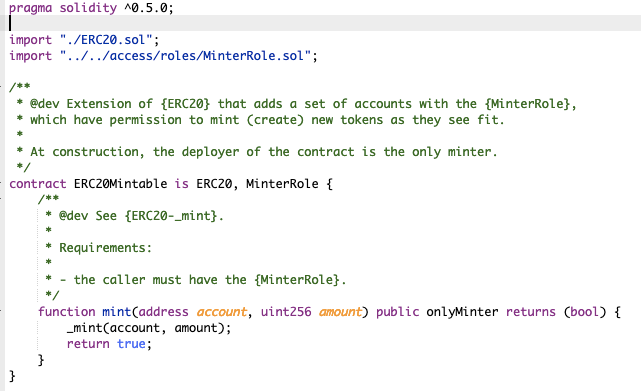 pragma solidity ^0.5.0;
import "./ERC20.sol";
import "../../access/roles/MinterRole.sol";
/**
 * @dev Extension of {ERC20} that adds a set of accounts with the {MinterRole},
 * which have permission to mint (create) new tokens as they see fit.
 *
 * At construction, the deployer of the contract is the only minter.
 */
contract ERC20Mintable is ERC20, MinterRole {
    /**
     * @dev See {ERC20-_mint}.
     *
     * Requirements:
     *
     * - the caller must have the {MinterRole}.
     */
    function mint(address account, uint256 amount) public onlyMinter returns (bool) {
        _mint(account, amount);
        return true;
    }
}